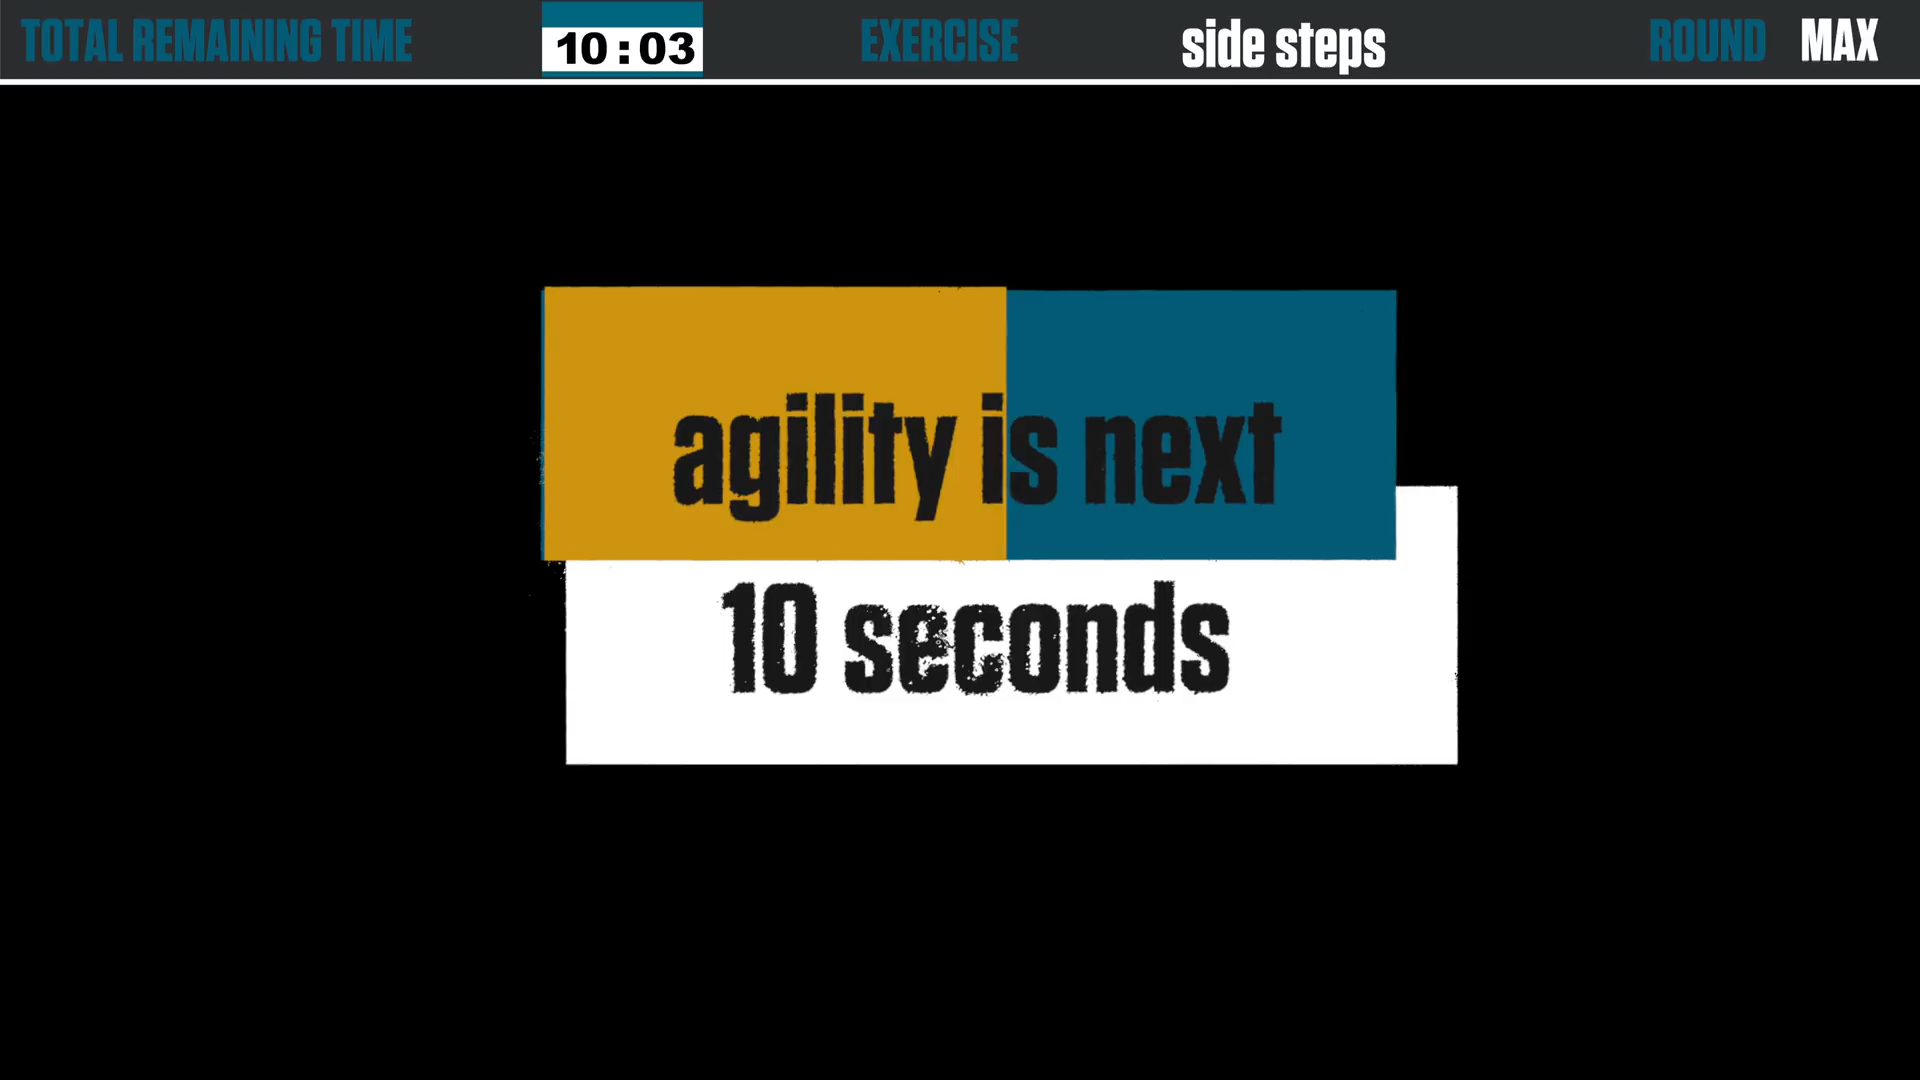 TOTAL REMAINING TIME 10:03 EXERCISE side steps ROUND MAX
agility is next
10 seconds